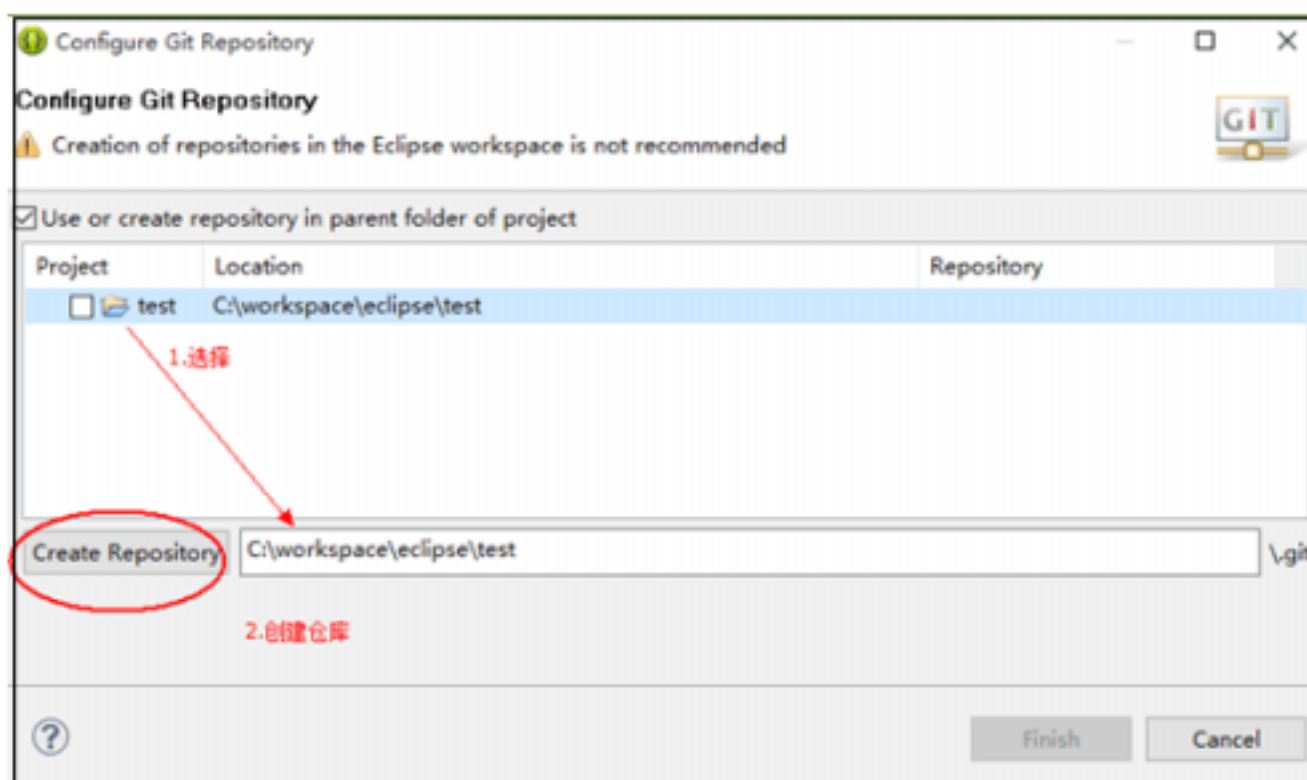 Configure Git Repository
Configure Git Repository
GIT
Creation of repositories in the Eclipse workspace is not recommended
Use or create repository in parent folder of project
Project Location Repository
test C:\workspace\eclipse\test
1.选择
Create Repository C:\workspace\eclipse\test \.git
2.创建仓库
Finish Cancel